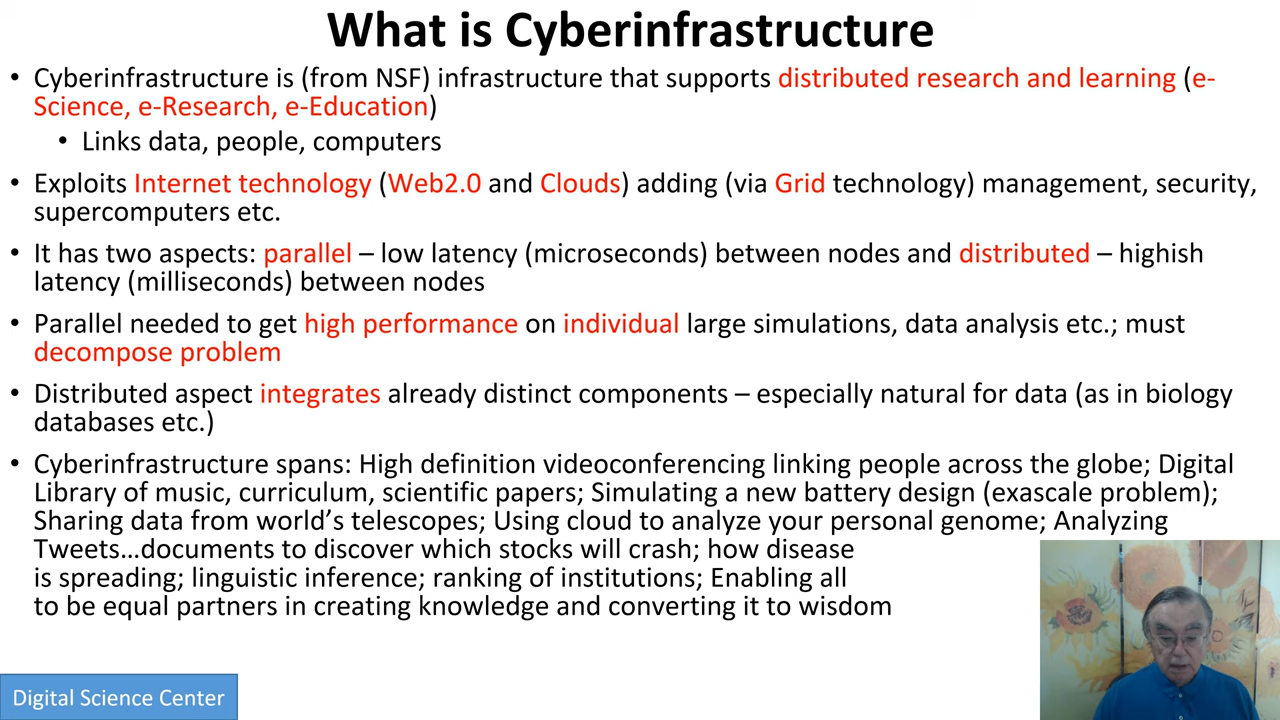 What is Cyberinfrastructure
• Cyberinfrastructure is (from NSF) infrastructure that supports distributed research and learning (e-
Science, e-Research, e-Education)
• Links data, people, computers
• Exploits Internet technology (Web2.0 and Clouds) adding (via Grid technology) management, security,
supercomputers etc.
• It has two aspects: parallel – low latency (microseconds) between nodes and distributed – highish
latency (milliseconds) between nodes
• Parallel needed to get high performance on individual large simulations, data analysis etc.; must
decompose problem
• Distributed aspect integrates already distinct components – especially natural for data (as in biology
databases etc.)
• Cyberinfrastructure spans: High definition videoconferencing linking people across the globe; Digital
Library of music, curriculum, scientific papers; Simulating a new battery design (exascale problem);
Sharing data from world’s telescopes; Using cloud to analyze your personal genome; Analyzing
Tweets…documents to discover which stocks will crash; how disease
is spreading; linguistic inference; ranking of institutions; Enabling all
to be equal partners in creating knowledge and converting it to wisdom
Digital Science Center